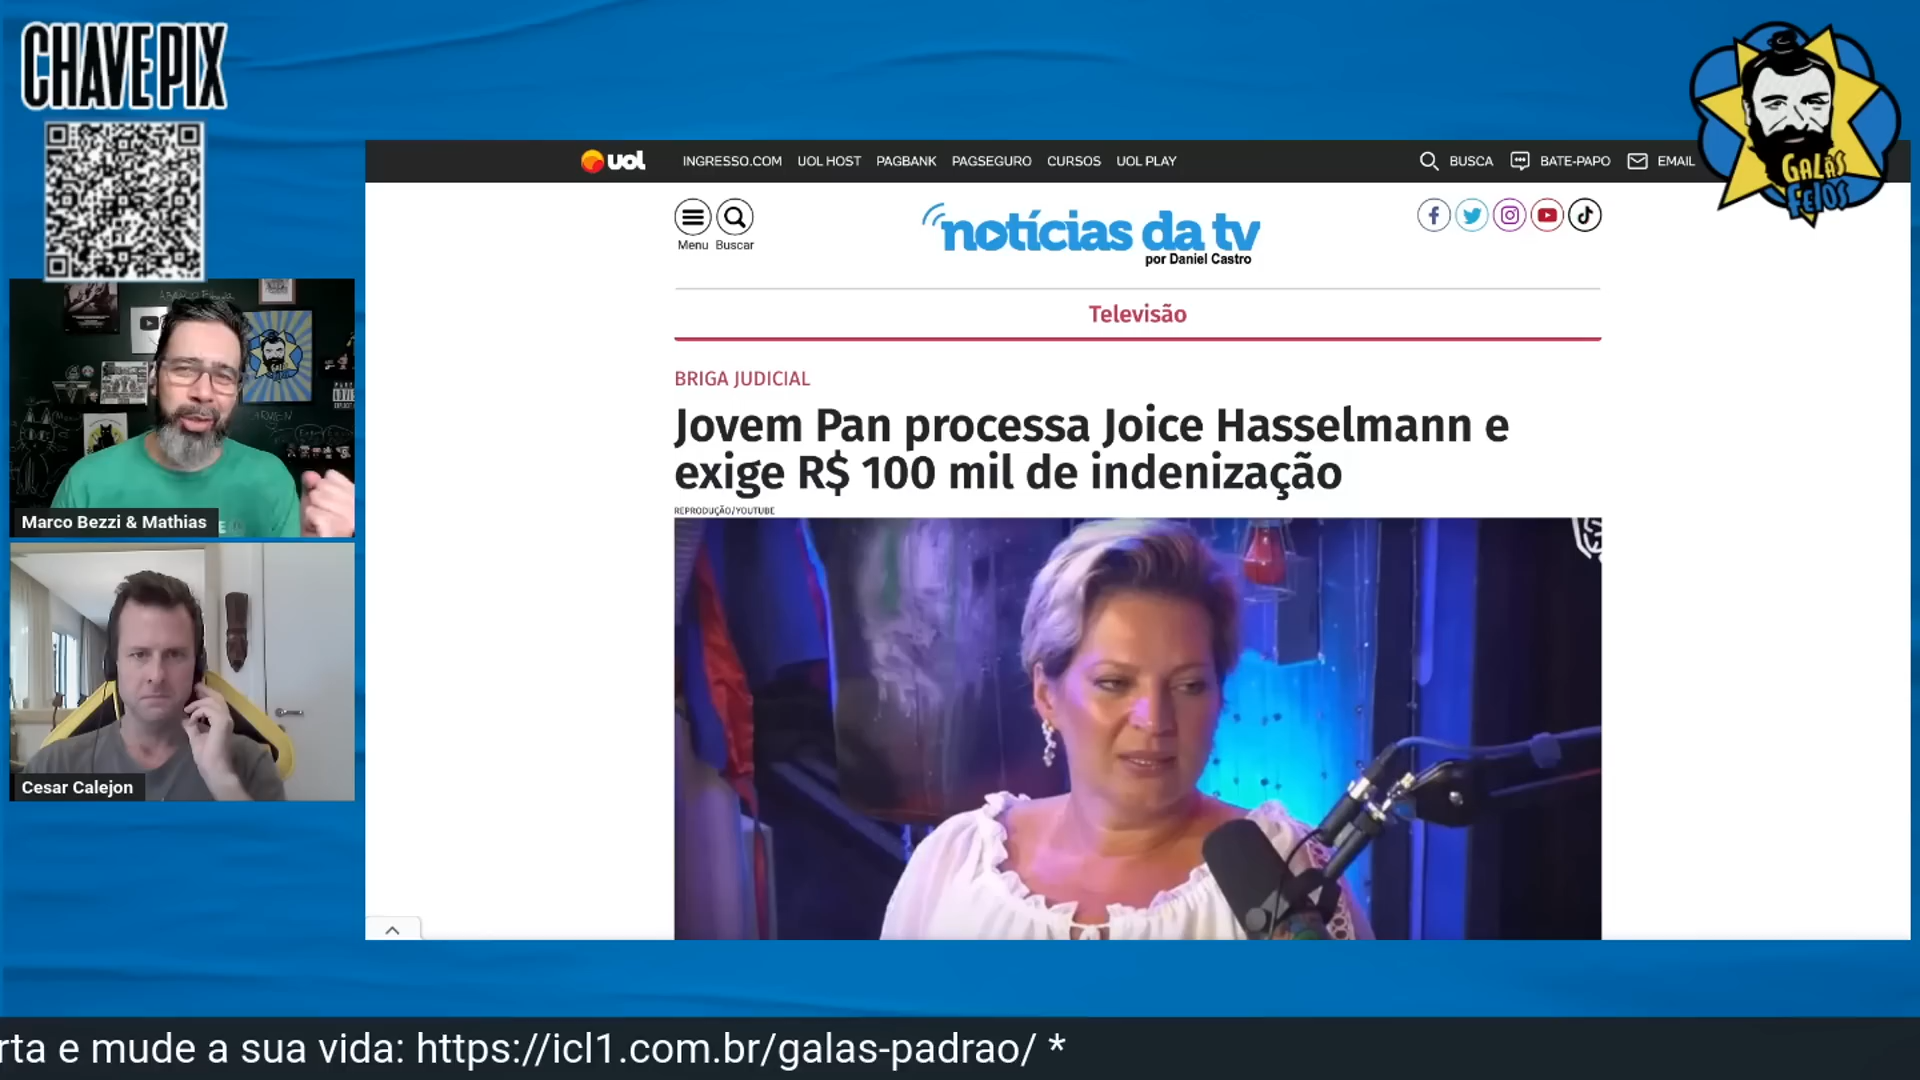 CHAVE PIX
GALÃS
FEIOS
uol
INGRESSO.COM UOL HOST PAGBANK PAGSEGURO CURSOS UOL PLAY
BUSCA BATE-PAPO EMAIL
Menu Buscar
notícias da tv
por Daniel Castro
Televisão
BRIGA JUDICIAL
Jovem Pan processa Joice Hasselmann e
exige R$ 100 mil de indenização
REPRODUÇÃO/YOUTUBE
Marco Bezzi & Mathias
Cesar Calejon
rta e mude a sua vida: https://icl1.com.br/galas-padrao/ *